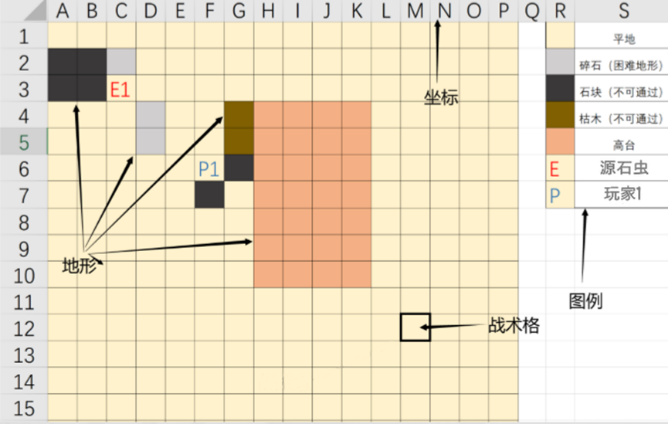 A B C D E F G H I J K L M N O P Q R S
1 平地
2 碎石（困难地形）
3 E1 坐标 石块（不可通过）
4 枯木（不可通过）
5 高台
6 P1 E 源石虫
7 P 玩家1
8
9
地形
10
11 图例
12 战术格
13
14
15